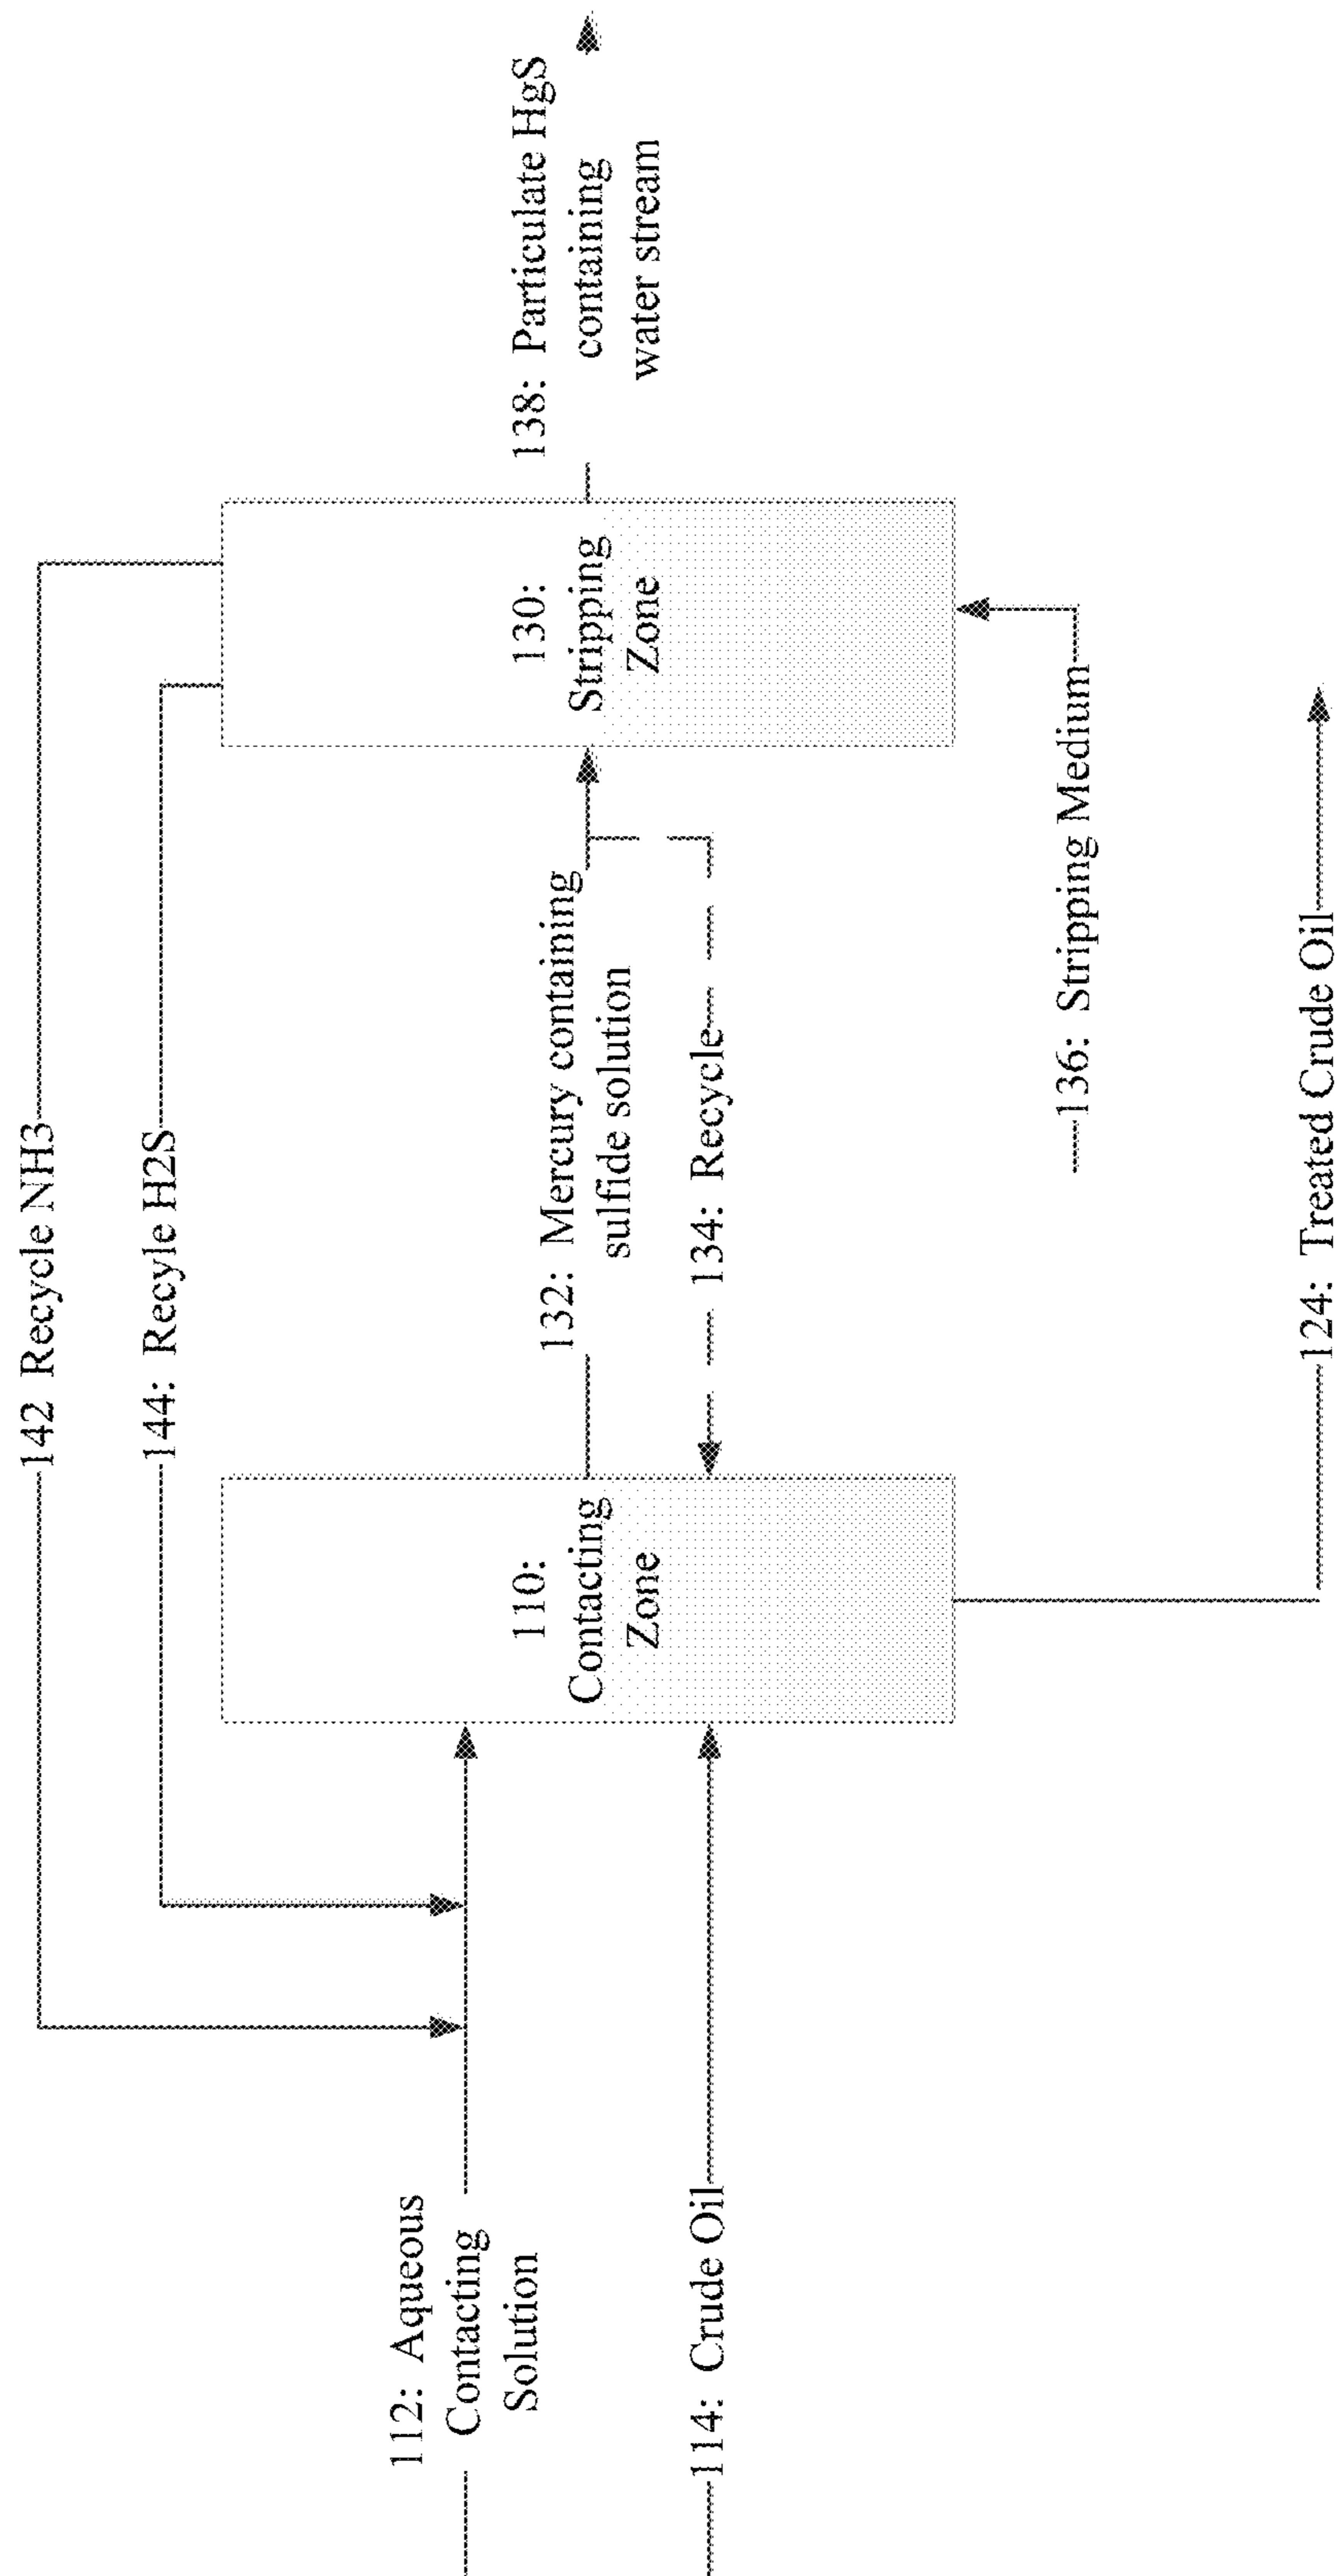 142 Recycle NH3
144: Recyle H2S
112: Aqueous
Contacting
Solution
114: Crude Oil
110:
Contacting
Zone
132: Mercury containing
sulfide solution
134: Recycle
130:
Stripping
Zone
138: Particulate HgS
containing
water stream
136: Stripping Medium
124: Treated Crude Oil